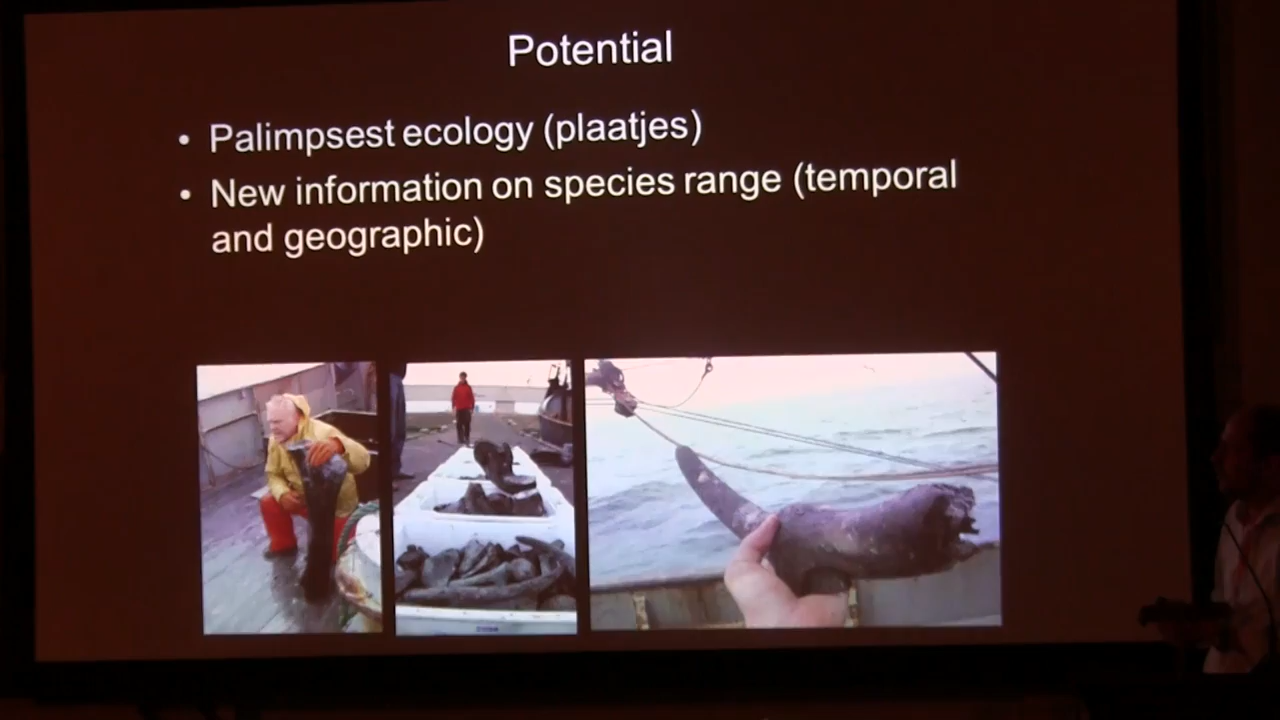 Potential
• Palimpsest ecology (plaatjes)
• New information on species range (temporal
and geographic)